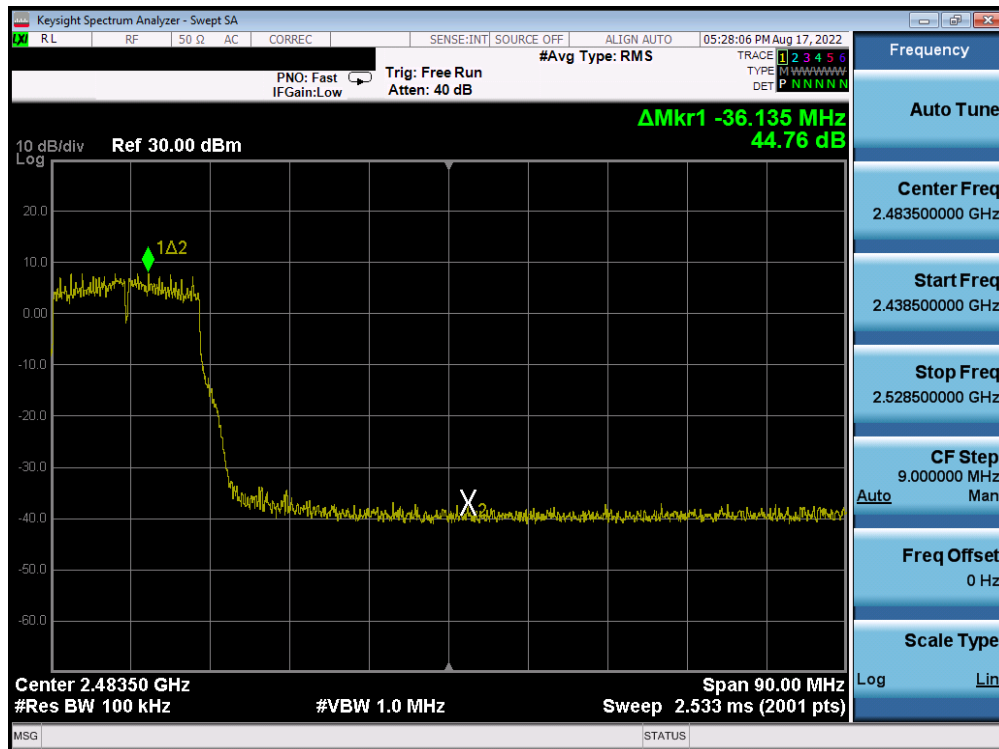 Keysight Spectrum Analyzer - Swept SA
LXI RL RF 50 Ω AC CORREC SENSE:INT SOURCE OFF ALIGN AUTO 05:28:06 PM Aug 17, 2022
#Avg Type: RMS TRACE 1 2 3 4 5 6
PNO: Fast Trig: Free Run TYPE M WWWWW
IFGain:Low Atten: 40 dB DET P N N N N N
ΔMkr1 -36.135 MHz
44.76 dB
10 dB/div Ref 30.00 dBm
Log
20.0
1Δ2
10.0
0.00
-10.0
-20.0
-30.0
X2
-40.0
-50.0
-60.0
Center 2.48350 GHz Span 90.00 MHz
#Res BW 100 kHz #VBW 1.0 MHz Sweep 2.533 ms (2001 pts)
MSG STATUS
Frequency
Auto Tune
Center Freq
2.483500000 GHz
Start Freq
2.438500000 GHz
Stop Freq
2.528500000 GHz
CF Step
9.000000 MHz
Auto Man
Freq Offset
0 Hz
Scale Type
Log Lin